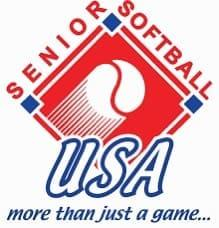 SENIOR SOFTBALL
USA
more than just a game...